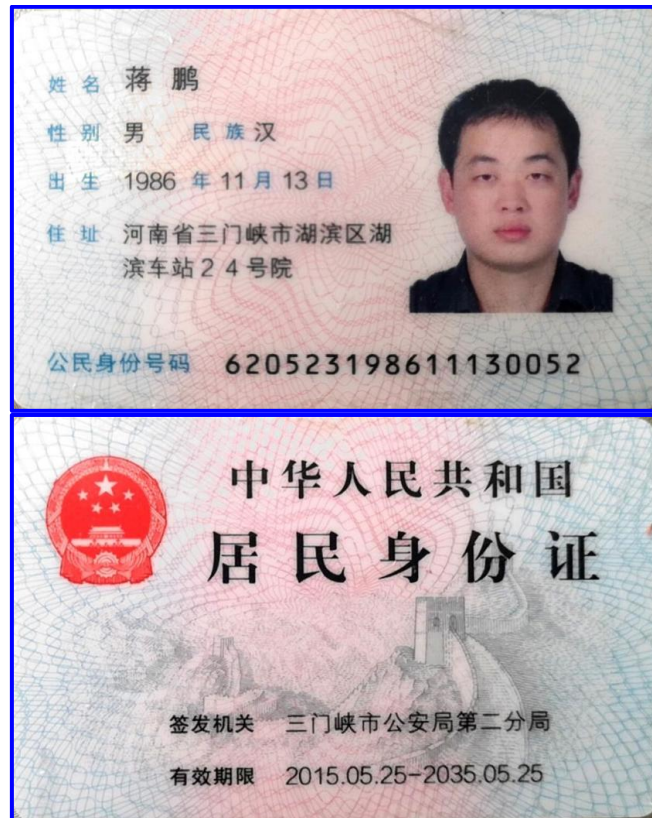 姓名 蒋鹏
性别 男 民族 汉
出生 1986 年 11 月 13 日
住址 河南省三门峡市湖滨区湖
滨车站24号院
公民身份号码 620523198611130052
中华人民共和国
居民身份证
签发机关 三门峡市公安局第二分局
有效期限 2015.05.25-2035.05.25